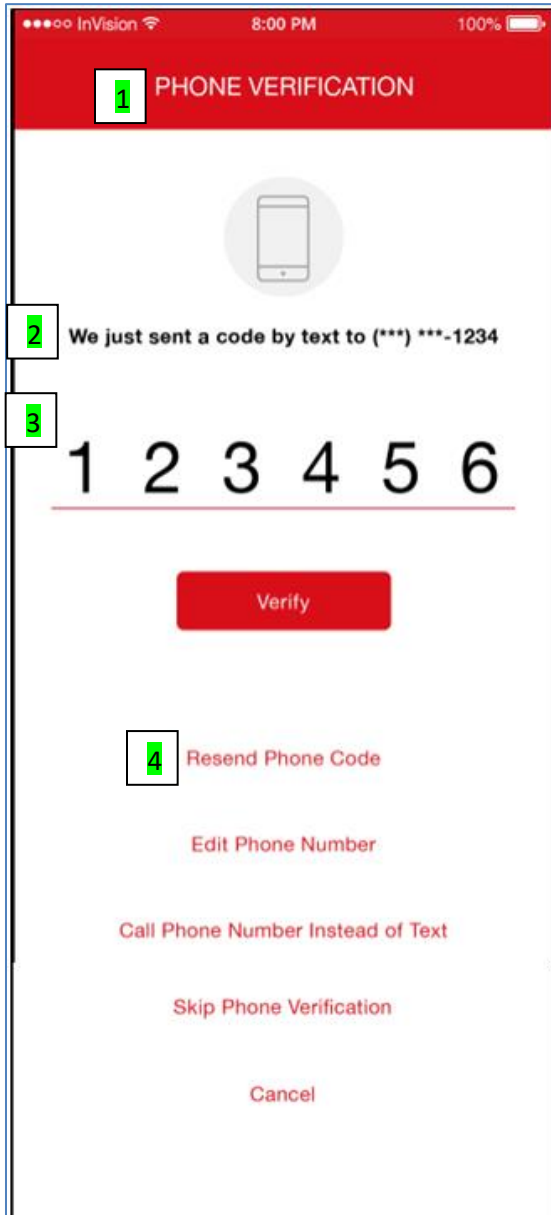 ●●●○○ InVision 8:00 PM 100%
1 PHONE VERIFICATION
2 We just sent a code by text to (***) ***-1234
3
1 2 3 4 5 6
Verify
4 Resend Phone Code
Edit Phone Number
Call Phone Number Instead of Text
Skip Phone Verification
Cancel